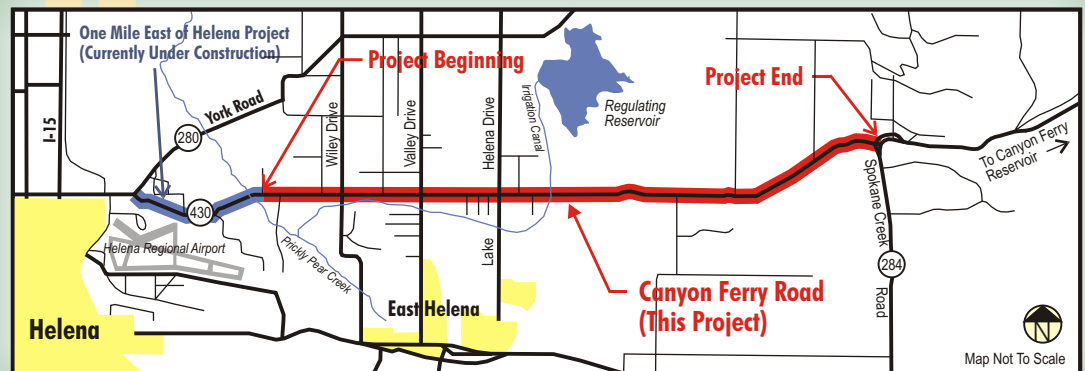 One Mile East of Helena Project
(Currently Under Construction)
Project Beginning
Project End
York Road
I-15
280
Wiley Drive
Valley Drive
Helena Drive
Irrigation Canal
Regulating
Reservoir
To Canyon Ferry
Reservoir
430
Helena Regional Airport
Prickly Pear Creek
Lake
Spokane Creek
284
Road
Canyon Ferry Road
(This Project)
East Helena
Helena
N
Map Not To Scale